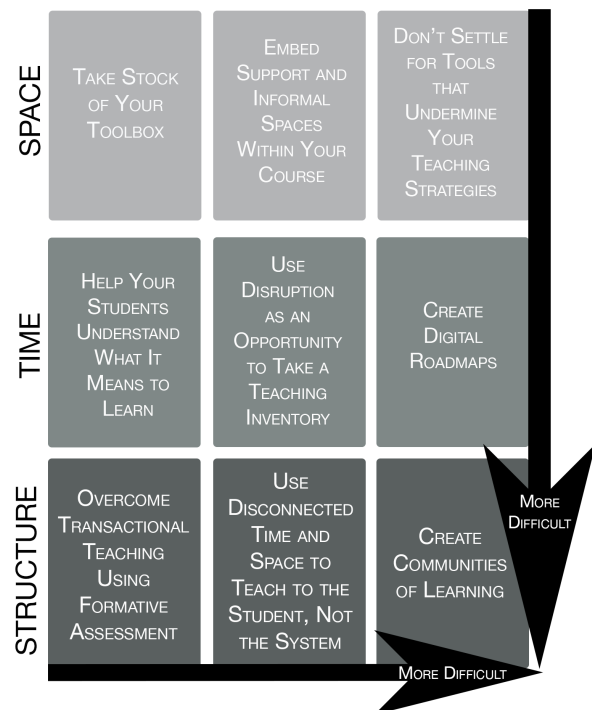 SPACE
Take Stock
of Your
Toolbox
Embed
Support and
Informal
Spaces
Within Your
Course
Don't Settle
for Tools
that
Undermine
Your
Teaching
Strategies
TIME
Help Your
Students
Understand
What It
Means to
Learn
Use
Disruption
as an
Opportunity
to Take a
Teaching
Inventory
Create
Digital
Roadmaps
STRUCTURE
Overcome
Transactional
Teaching
Using
Formative
Assessment
Use
Disconnected
Time and
Space to
Teach to the
Student, Not
the System
Create
Communities
of Learning
More
Difficult
More Difficult